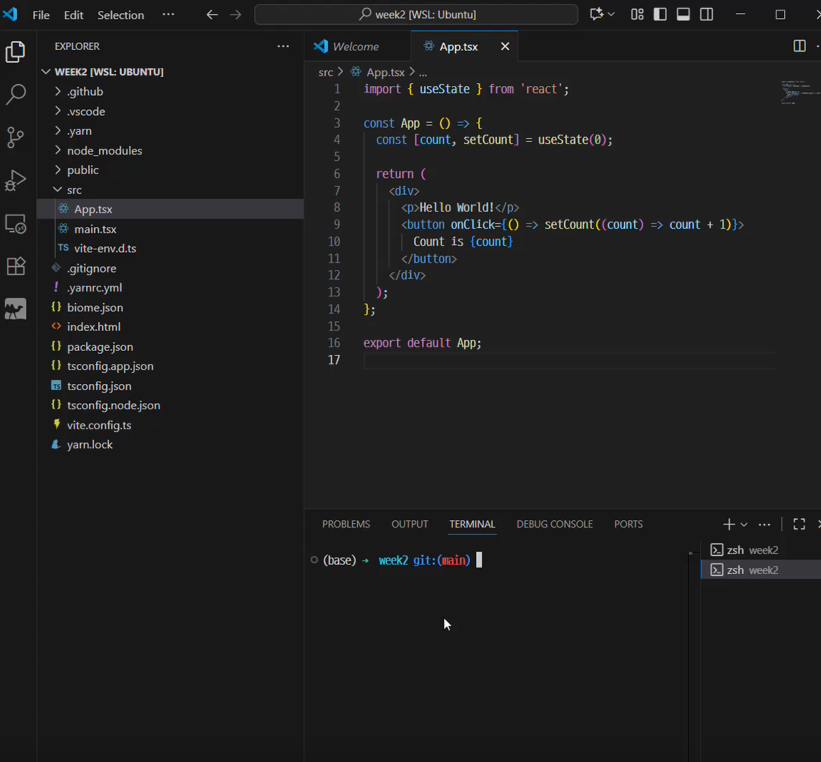 File Edit Selection ··· week2 [WSL: Ubuntu]
EXPLORER ···
WEEK2 [WSL: UBUNTU]
.github
.vscode
.yarn
node_modules
public
src
App.tsx
main.tsx
TS vite-env.d.ts
.gitignore
! .yarnrc.yml
{} biome.json
<> index.html
{} package.json
{} tsconfig.app.json
TS tsconfig.json
{} tsconfig.node.json
vite.config.ts
yarn.lock
Welcome App.tsx
src > App.tsx > ...
1 import { useState } from 'react';
2
3 const App = () => {
4 const [count, setCount] = useState(0);
5
6 return (
7 <div>
8 <p>Hello World!</p>
9 <button onClick={() => setCount((count) => count + 1)}>
10 Count is {count}
11 </button>
12 </div>
13 );
14 };
15
16 export default App;
17
PROBLEMS OUTPUT TERMINAL DEBUG CONSOLE PORTS
(base) → week2 git:(main)
zsh week2
zsh week2